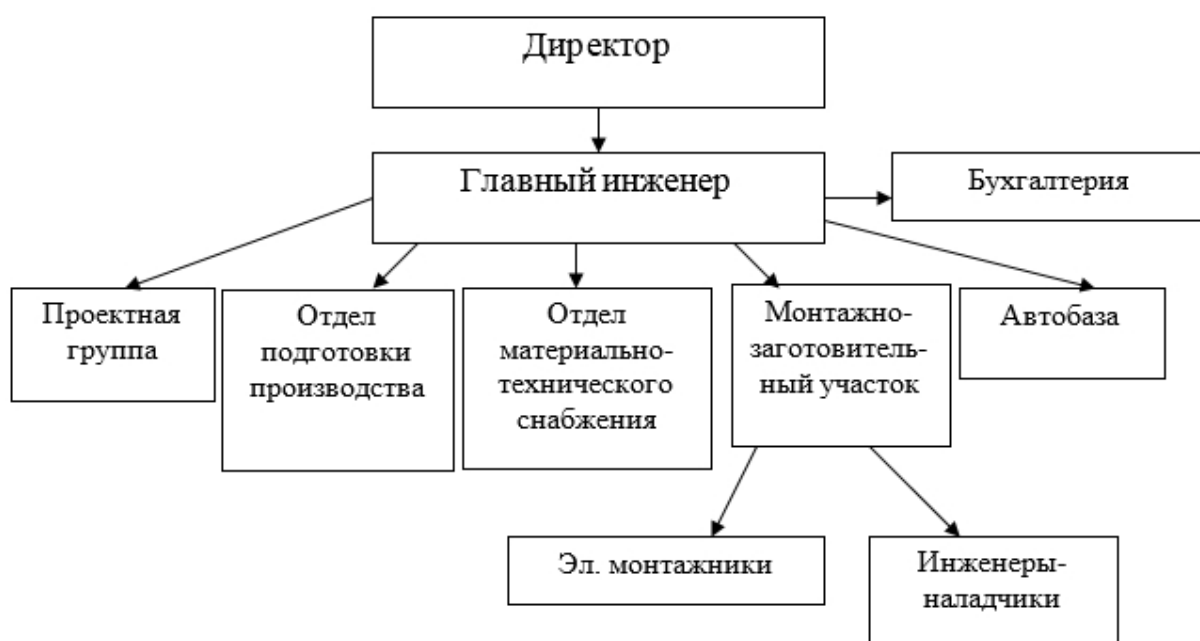 Директор
Главный инженер
Бухгалтерия
Проектная
группа
Отдел
подготовки
производства
Отдел
материально-
технического
снабжения
Монтажно-
заготовитель-
ный участок
Автобаза
Эл. монтажники
Инженеры-
наладчики